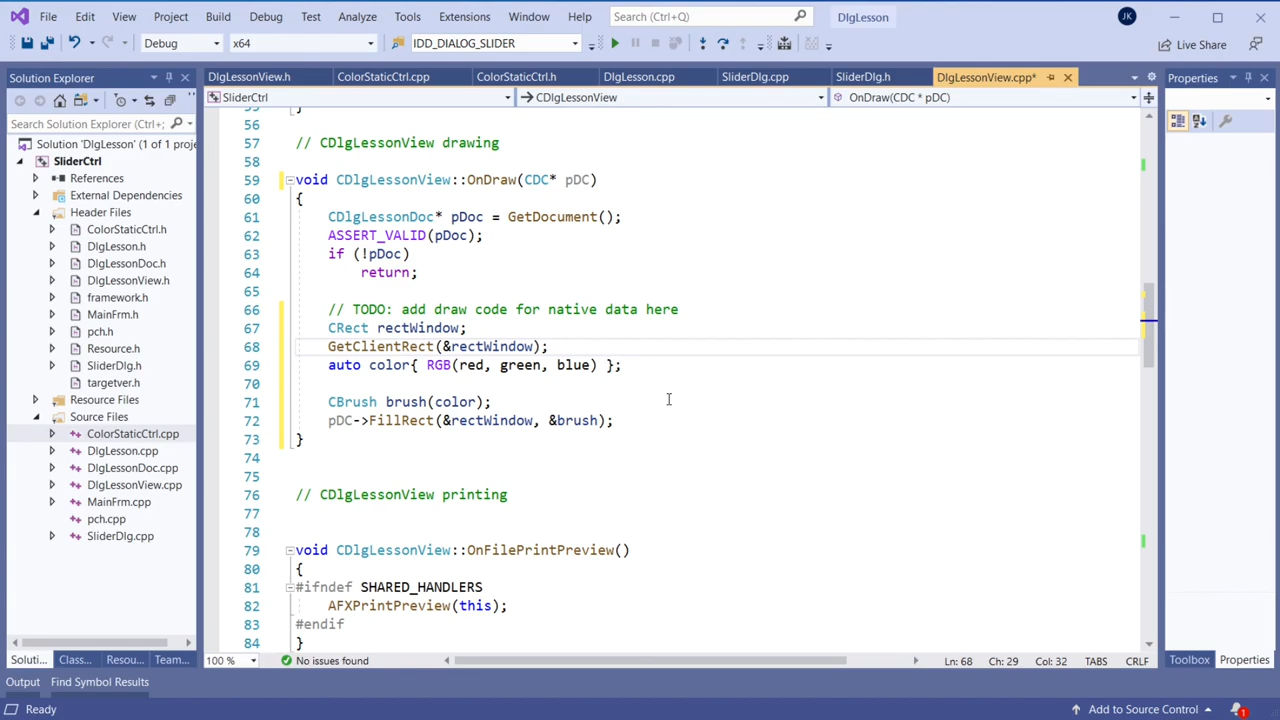 File Edit View Project Build Debug Test Analyze Tools Extensions Window Help Search (Ctrl+Q) DlgLesson JK
Debug x64 IDD_DIALOG_SLIDER Live Share
Solution Explorer
Search Solution Explorer (Ctrl+;
Solution 'DlgLesson' (1 of 1 proje
SliderCtrl
References
External Dependencies
Header Files
ColorStaticCtrl.h
DlgLesson.h
DlgLessonDoc.h
DlgLessonView.h
framework.h
MainFrm.h
pch.h
Resource.h
SliderDlg.h
targetver.h
Resource Files
Source Files
ColorStaticCtrl.cpp
DlgLesson.cpp
DlgLessonDoc.cpp
DlgLessonView.cpp
MainFrm.cpp
pch.cpp
SliderDlg.cpp
Soluti... Class... Resou... Team...
DlgLessonView.h ColorStaticCtrl.cpp ColorStaticCtrl.h DlgLesson.cpp SliderDlg.cpp SliderDlg.h DlgLessonView.cpp*
SliderCtrl CDlgLessonView OnDraw(CDC * pDC)
55 }
56
57 // CDlgLessonView drawing
58
59 void CDlgLessonView::OnDraw(CDC* pDC)
60 {
61 CDlgLessonDoc* pDoc = GetDocument();
62 ASSERT_VALID(pDoc);
63 if (!pDoc)
64 return;
65
66 // TODO: add draw code for native data here
67 CRect rectWindow;
68 GetClientRect(&rectWindow);
69 auto color{ RGB(red, green, blue) };
70
71 CBrush brush(color);
72 pDC->FillRect(&rectWindow, &brush);
73 }
74
75
76 // CDlgLessonView printing
77
78
79 void CDlgLessonView::OnFilePrintPreview()
80 {
81 #ifndef SHARED_HANDLERS
82 AFXPrintPreview(this);
83 #endif
84 }
100 % No issues found Ln: 68 Ch: 29 Col: 32 TABS CRLF
Properties
Toolbox Properties
Output Find Symbol Results
Ready Add to Source Control 1